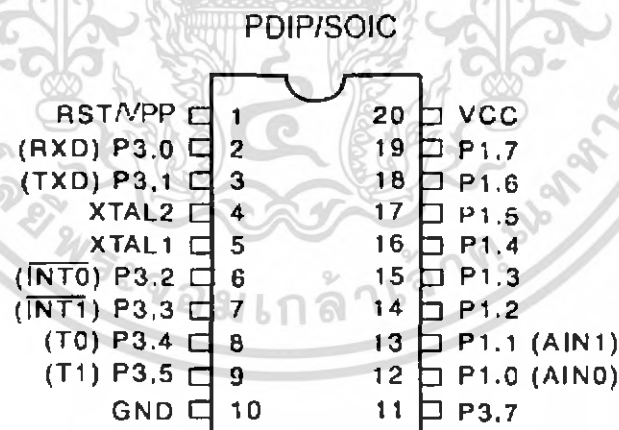 PDIP/SOIC
RST/VPP 1 20 VCC
(RXD) P3.0 2 19 P1.7
(TXD) P3.1 3 18 P1.6
XTAL2 4 17 P1.5
XTAL1 5 16 P1.4
(INT0) P3.2 6 15 P1.3
(INT1) P3.3 7 14 P1.2
(T0) P3.4 8 13 P1.1 (AIN1)
(T1) P3.5 9 12 P1.0 (AIN0)
GND 10 11 P3.7